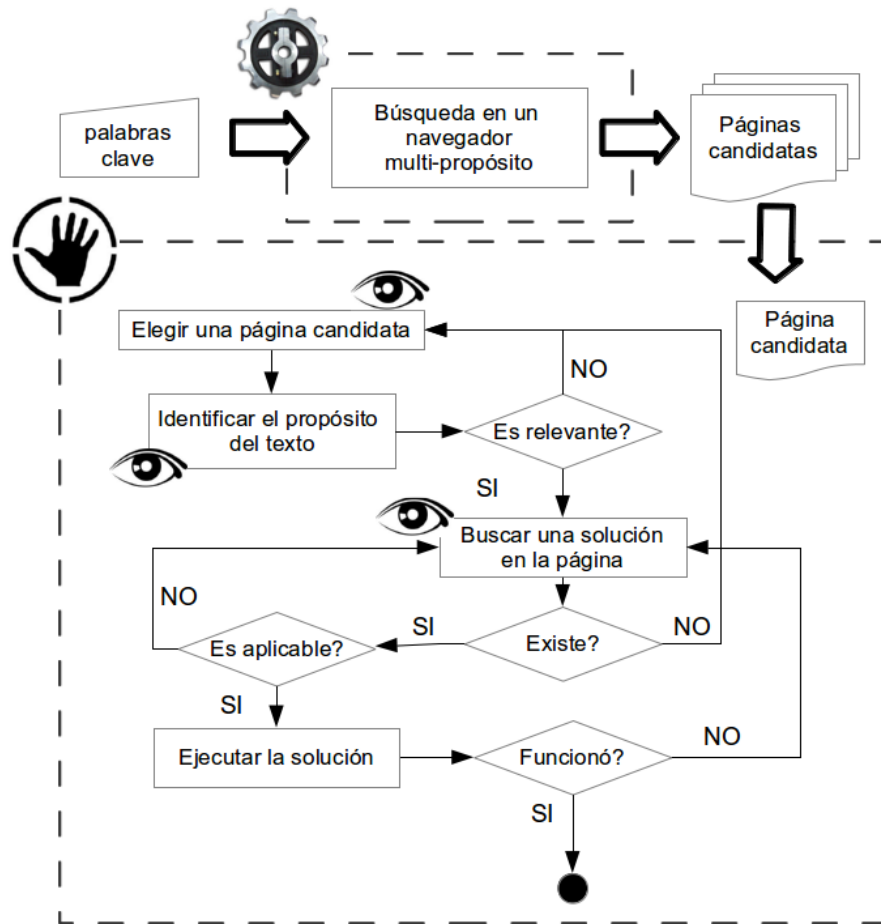 palabras
clave
Búsqueda en un
navegador
multi-propósito
Páginas
candidatas
Página
candidata
Elegir una página candidata
NO
Identificar el propósito
del texto
Es relevante?
SI
Buscar una solución
en la página
NO
Es aplicable?
SI
Existe?
NO
SI
Ejecutar la solución
Funcionó?
NO
SI